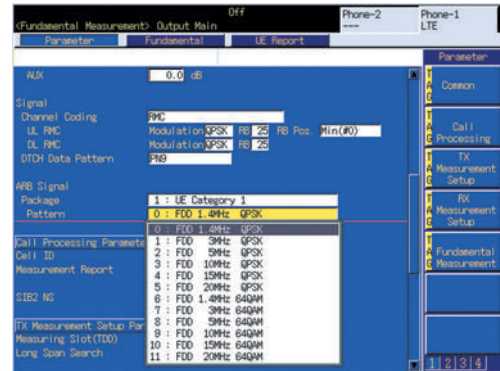 Off
Phone-2
Phone-1
<Fundamental Measurement> Output Main
---
LTE
Parameter
Fundamental
UE Report
Parameter
AUX
0.0 dB
TAG
Common
Signal
Channel Coding
RMC
TAG
Call Processing
UL RMC
Modulation QPSK RB 25 RB Pos. Min(#0)
DL RMC
Modulation QPSK RB 25
DTCH Data Pattern
PN9
TAG
TX Measurement Setup
ARB Signal
Package
1 : UE Category 1
TAG
RX Measurement Setup
Pattern
0 : FDD 1.4MHz QPSK
0 : FDD 1.4MHz QPSK
1 : FDD 3MHz QPSK
2 : FDD 5MHz QPSK
3 : FDD 10MHz QPSK
4 : FDD 15MHz QPSK
5 : FDD 20MHz QPSK
6 : FDD 1.4MHz 64QAM
7 : FDD 3MHz 64QAM
8 : FDD 5MHz 64QAM
9 : FDD 10MHz 64QAM
10 : FDD 15MHz 64QAM
11 : FDD 20MHz 64QAM
Call Processing Paramete
Cell ID
Measurement Report
TAG
Fundamental Measurement
SIB2 NS
TX Measurement Setup Par
Measuring Slot(TDD)
Long Span Search
1 2 3 4